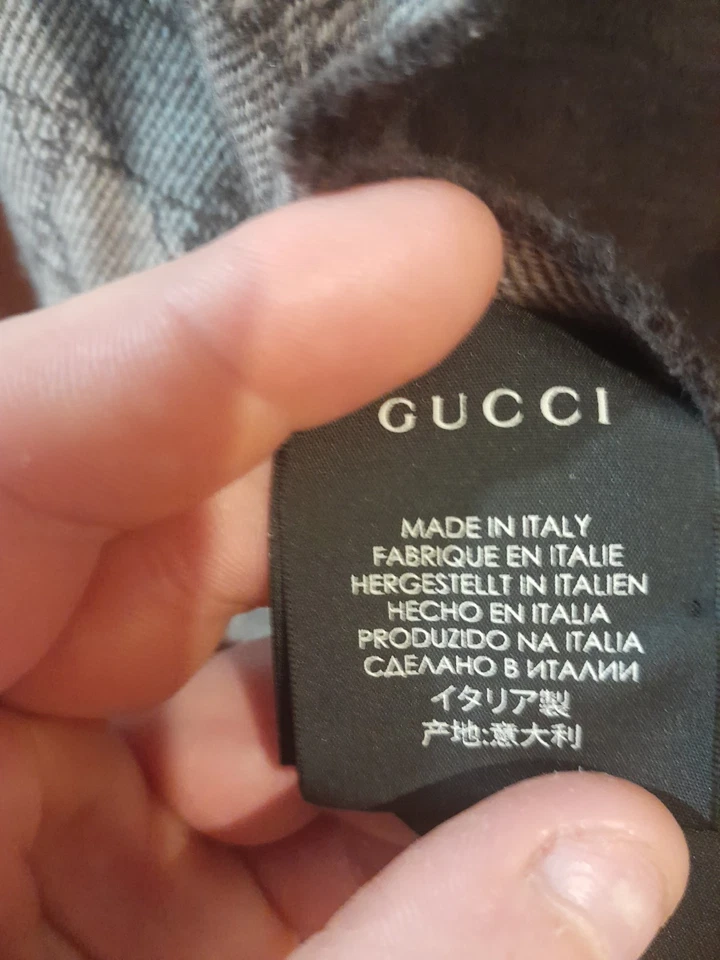 GUCCI
MADE IN ITALY
FABRIQUE EN ITALIE
HERGESTELLT IN ITALIEN
HECHO EN ITALIA
PRODUZIDO NA ITALIA
СДЕЛАНО В ИТАЛИИ
イタリア製
产地:意大利